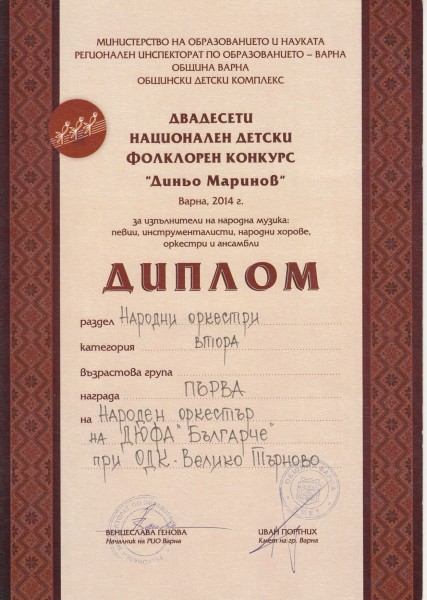 МИНИСТЕРСТВО НА ОБРАЗОВАНИЕТО И НАУКАТА
РЕГИОНАЛЕН ИНСПЕКТОРАТ ПО ОБРАЗОВАНИЕТО – ВАРНА
ОБЩИНА ВАРНА
ОБЩИНСКИ ДЕТСКИ КОМПЛЕКС
ДВАДЕСЕТИ
НАЦИОНАЛЕН ДЕТСКИ
ФОЛКЛОРЕН КОНКУРС
"Диньо Маринов"
Варна, 2014 г.
за изпълнители на народна музика:
певци, инструменталисти, народни хорове,
оркестри и ансамбли
ДИПЛОМ
раздел Народни оркестри
категория втора
възрастова група
награда ПЪРВА
на Народен оркестър
на "ДЮФА "Българче"
при ОДК - Велико Търново
ВЕНЦЕСЛАВА ГЕНОВА
Началник на РИО Варна
ИВАН ПОРТНИХ
Кмет на гр. Варна